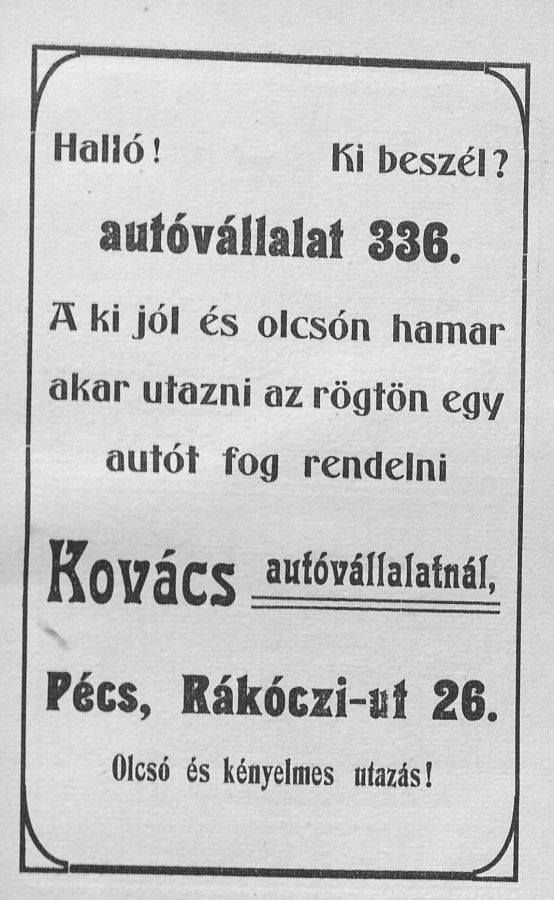 Halló! Ki beszél?
autóvállalat 336.
A ki jól és olcsón hamar
akar utazni az rögtön egy
autót fog rendelni
Kovács autóvállalatnál,
Pécs, Rákóczi-ut 26.
Olcsó és kényelmes utazás!